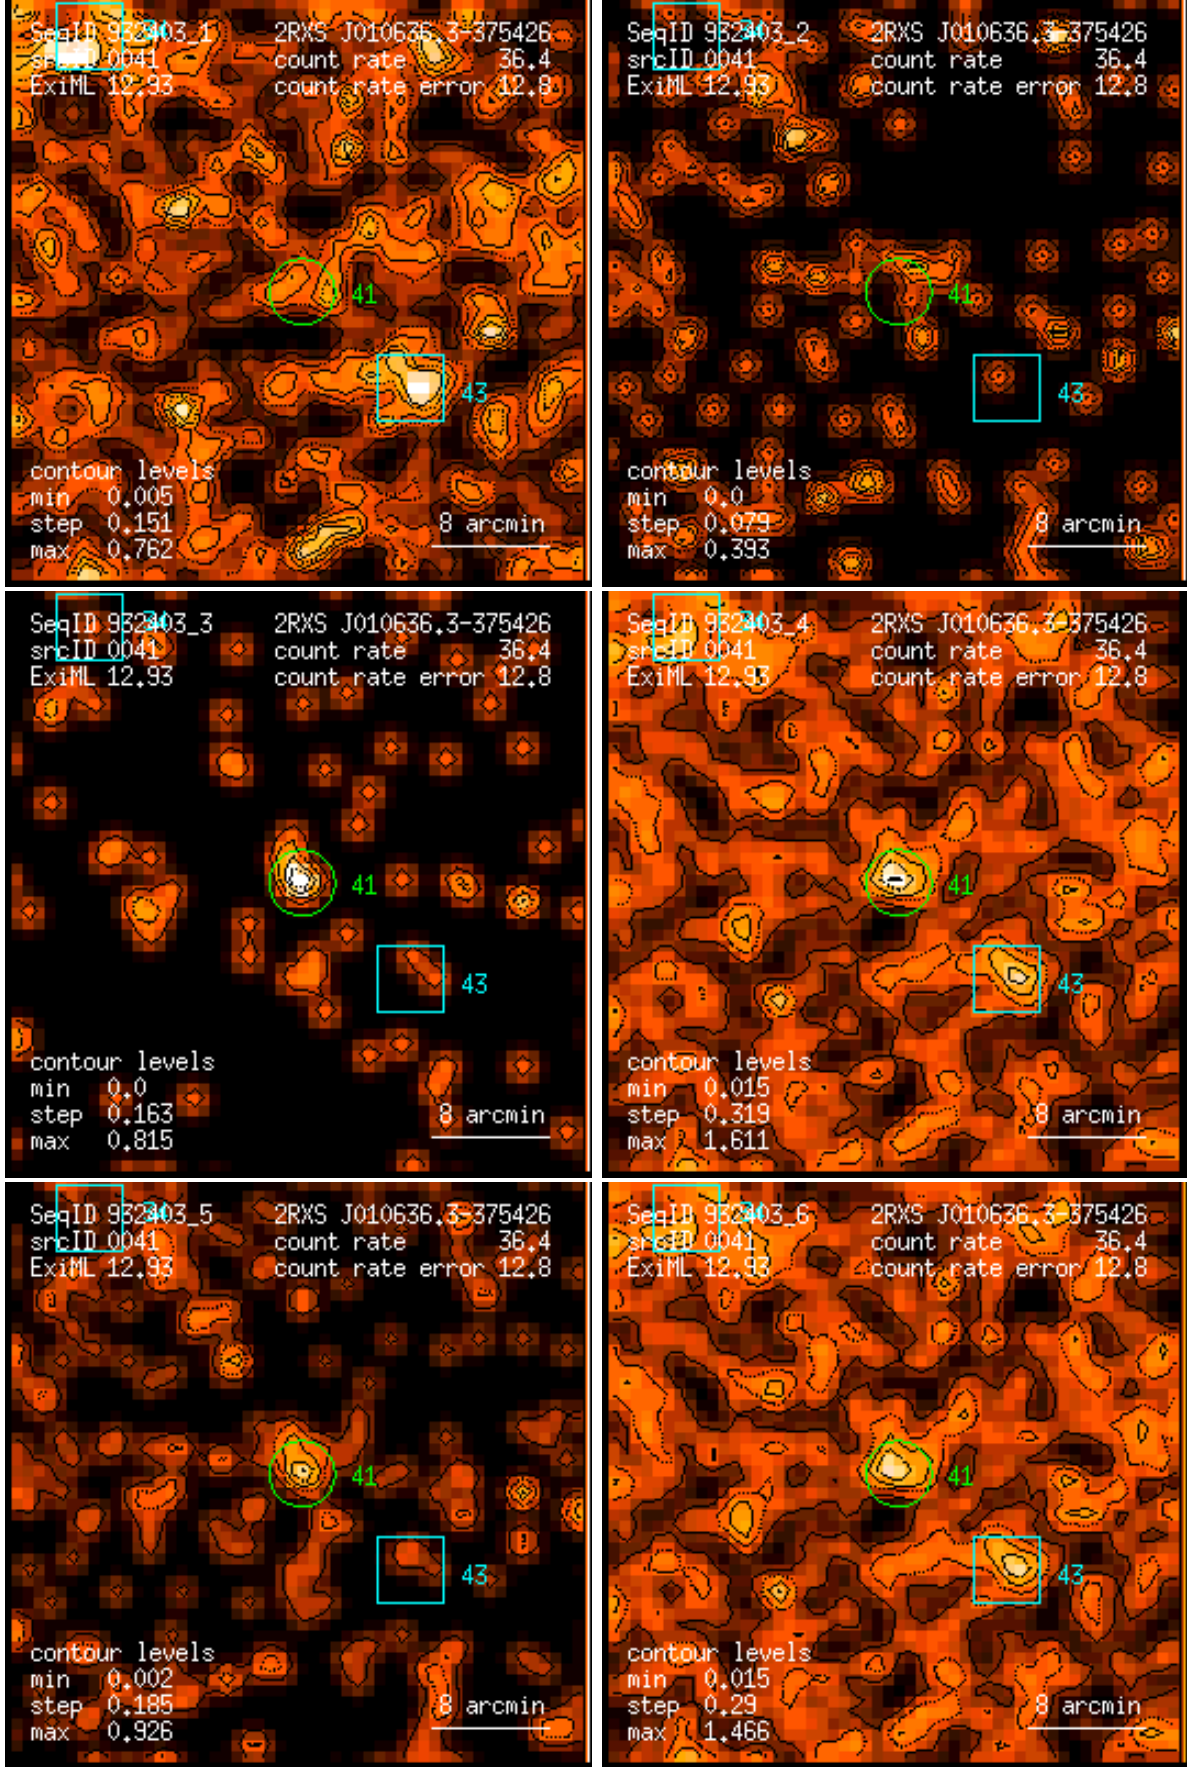 SeqID 932403_1 2RXS J010636.3-375426
srcID 0041 count rate 36.4
ExiML 12.93 count rate error 12.8
41
43
contour levels
min 0.005
step 0.151
max 0.762
8 arcmin
SeqID 932403_2 2RXS J010636.3-375426
srcID 0041 count rate 36.4
ExiML 12.93 count rate error 12.8
41
43
contour levels
min 0.0
step 0.079
max 0.393
8 arcmin
SeqID 932403_3 2RXS J010636.3-375426
srcID 0041 count rate 36.4
ExiML 12.93 count rate error 12.8
41
43
contour levels
min 0.0
step 0.163
max 0.815
8 arcmin
SeqID 932403_4 2RXS J010636.3-375426
srcID 0041 count rate 36.4
ExiML 12.93 count rate error 12.8
41
43
contour levels
min 0.015
step 0.319
max 1.611
8 arcmin
SeqID 932403_5 2RXS J010636.3-375426
srcID 0041 count rate 36.4
ExiML 12.93 count rate error 12.8
41
43
contour levels
min 0.002
step 0.185
max 0.926
8 arcmin
SeqID 932403_6 2RXS J010636.3-375426
srcID 0041 count rate 36.4
ExiML 12.93 count rate error 12.8
41
43
contour levels
min 0.015
step 0.29
max 1.466
8 arcmin